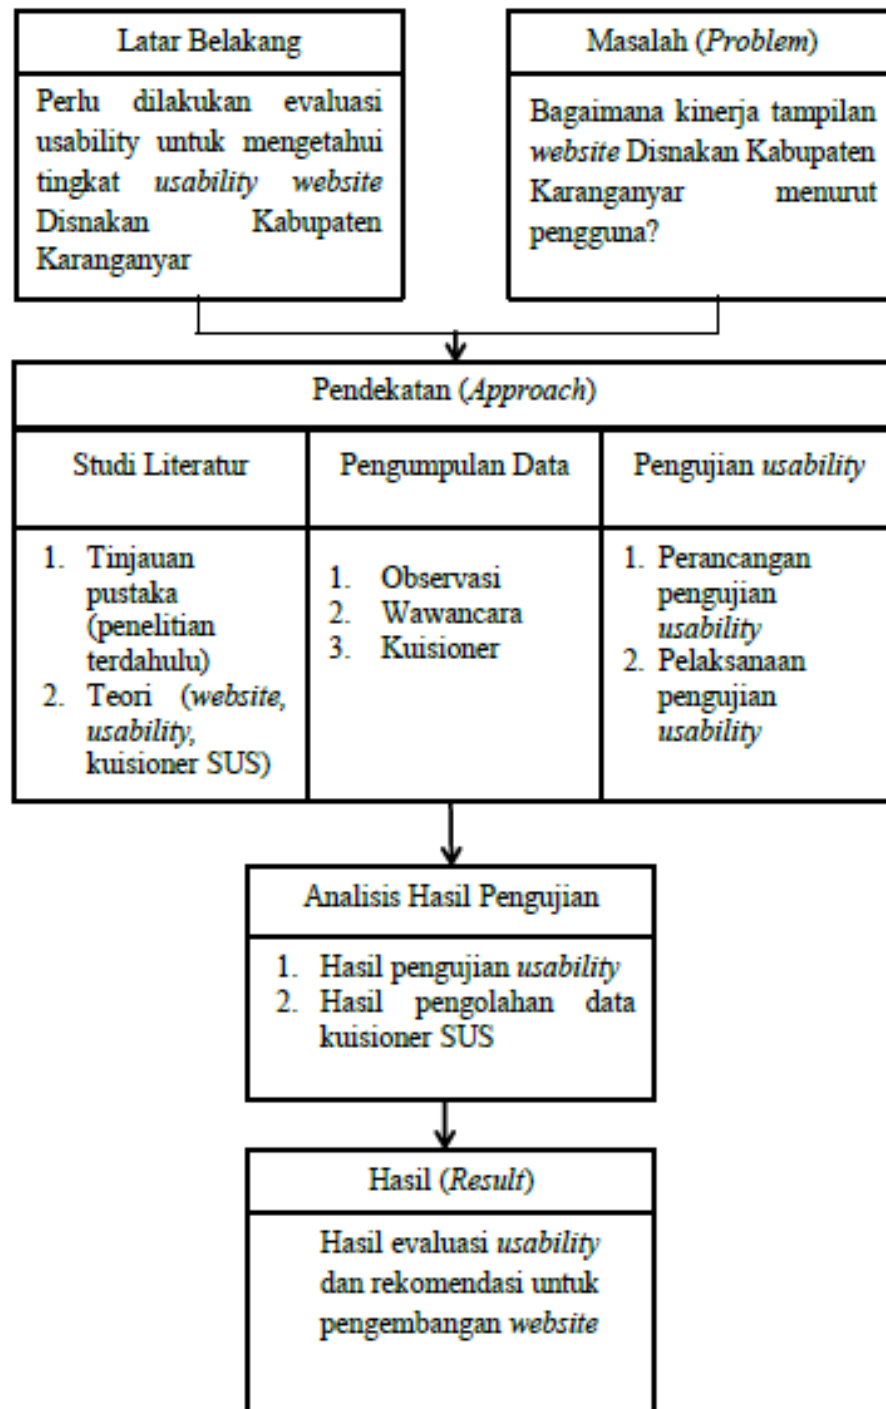 Latar Belakang
Perlu dilakukan evaluasi
usability untuk mengetahui
tingkat usability website
Disnakan Kabupaten
Karanganyar
Masalah (Problem)
Bagaimana kinerja tampilan
website Disnakan Kabupaten
Karanganyar menurut
pengguna?
Pendekatan (Approach)
Studi Literatur
1. Tinjauan
pustaka
(penelitian
terdahulu)
2. Teori (website,
usability,
kuisioner SUS)
Pengumpulan Data
1. Observasi
2. Wawancara
3. Kuisioner
Pengujian usability
1. Perancangan
pengujian
usability
2. Pelaksanaan
pengujian
usability
Analisis Hasil Pengujian
1. Hasil pengujian usability
2. Hasil pengolahan data
kuisioner SUS
Hasil (Result)
Hasil evaluasi usability
dan rekomendasi untuk
pengembangan website